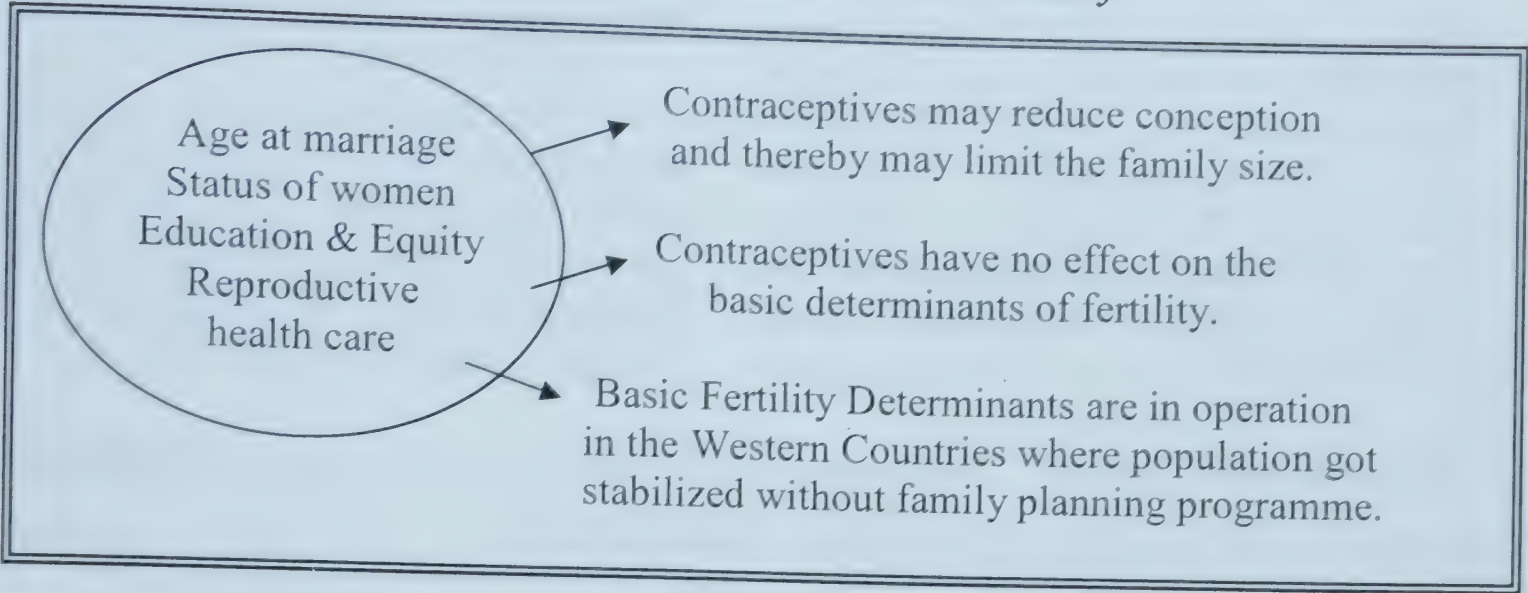 Age at marriage
Status of women
Education & Equity
Reproductive
health care
Contraceptives may reduce conception
and thereby may limit the family size.
Contraceptives have no effect on the
basic determinants of fertility.
Basic Fertility Determinants are in operation
in the Western Countries where population got
stabilized without family planning programme.